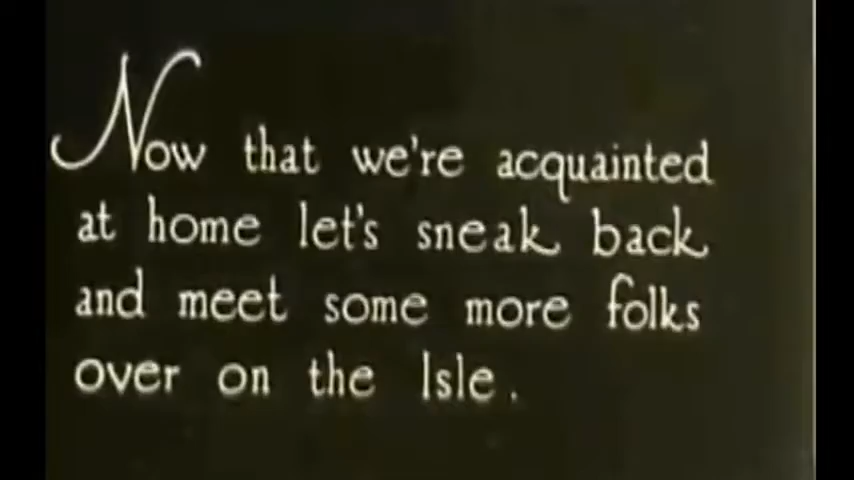 Now that we're acquainted
at home let's sneak back
and meet some more folks
over on the Isle.